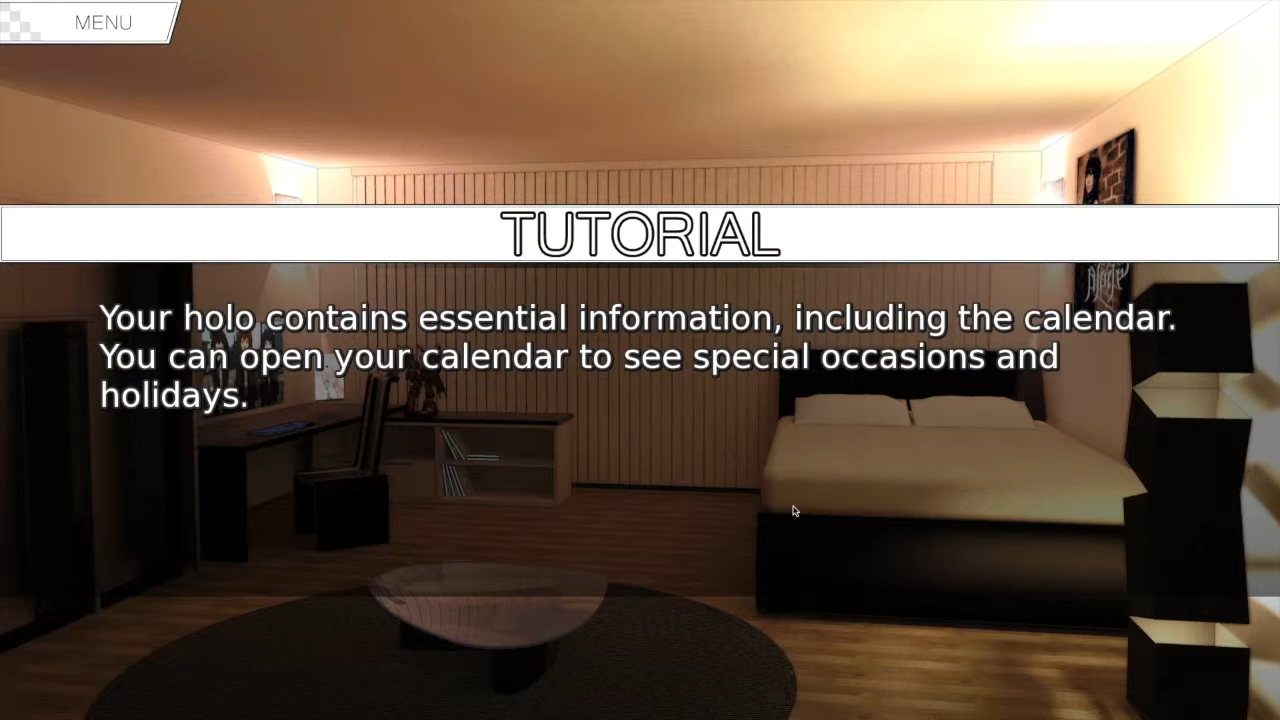 MENU
TUTORIAL
Your holo contains essential information, including the calendar.
You can open your calendar to see special occasions and
holidays.